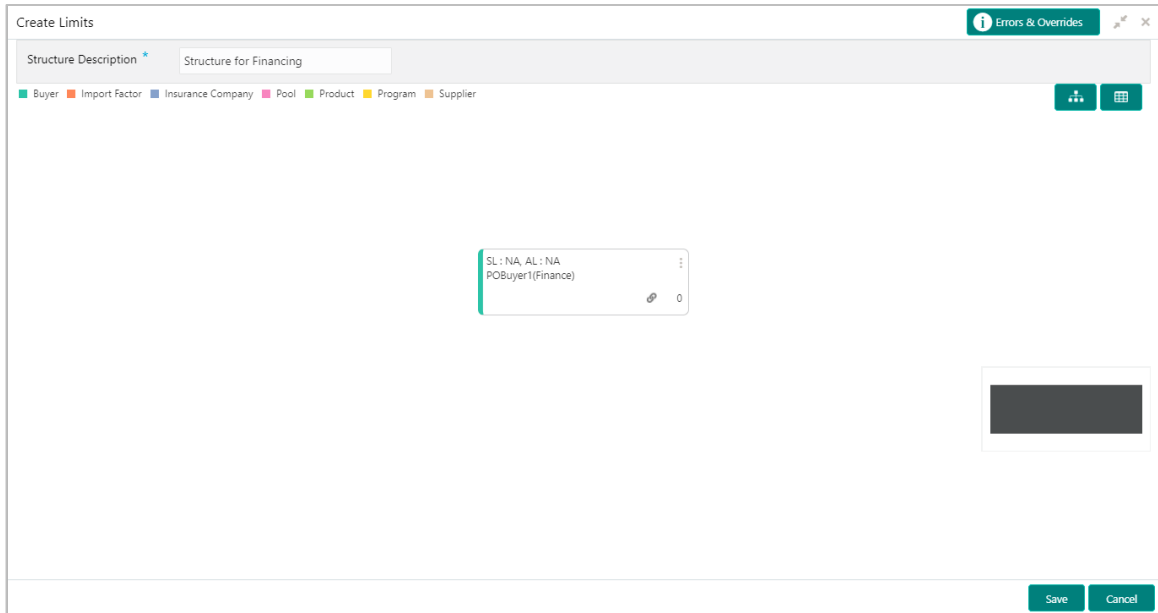 Create Limits
Errors & Overrides
Structure Description *
Structure for Financing
Buyer Import Factor Insurance Company Pool Product Program Supplier
SL : NA, AL : NA
POBuyer1(Finance)
0
Save
Cancel